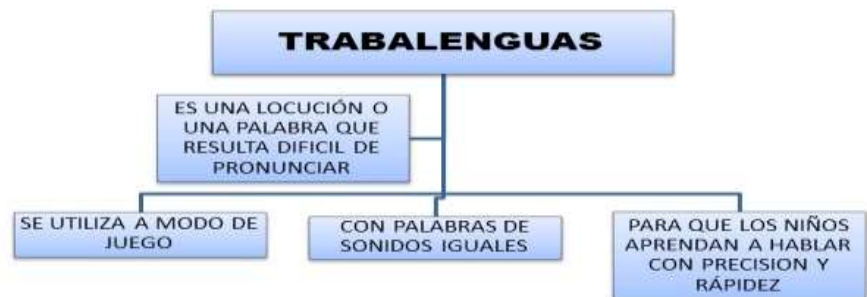 TRABALENGUAS
ES UNA LOCUCIÓN O
UNA PALABRA QUE
RESULTA DIFICIL DE
PRONUNCIAR
SE UTILIZA A MODO DE
JUEGO
CON PALABRAS DE
SONIDOS IGUALES
PARA QUE LOS NIÑOS
APRENDAN A HABLAR
CON PRECISION Y
RÁPIDEZ